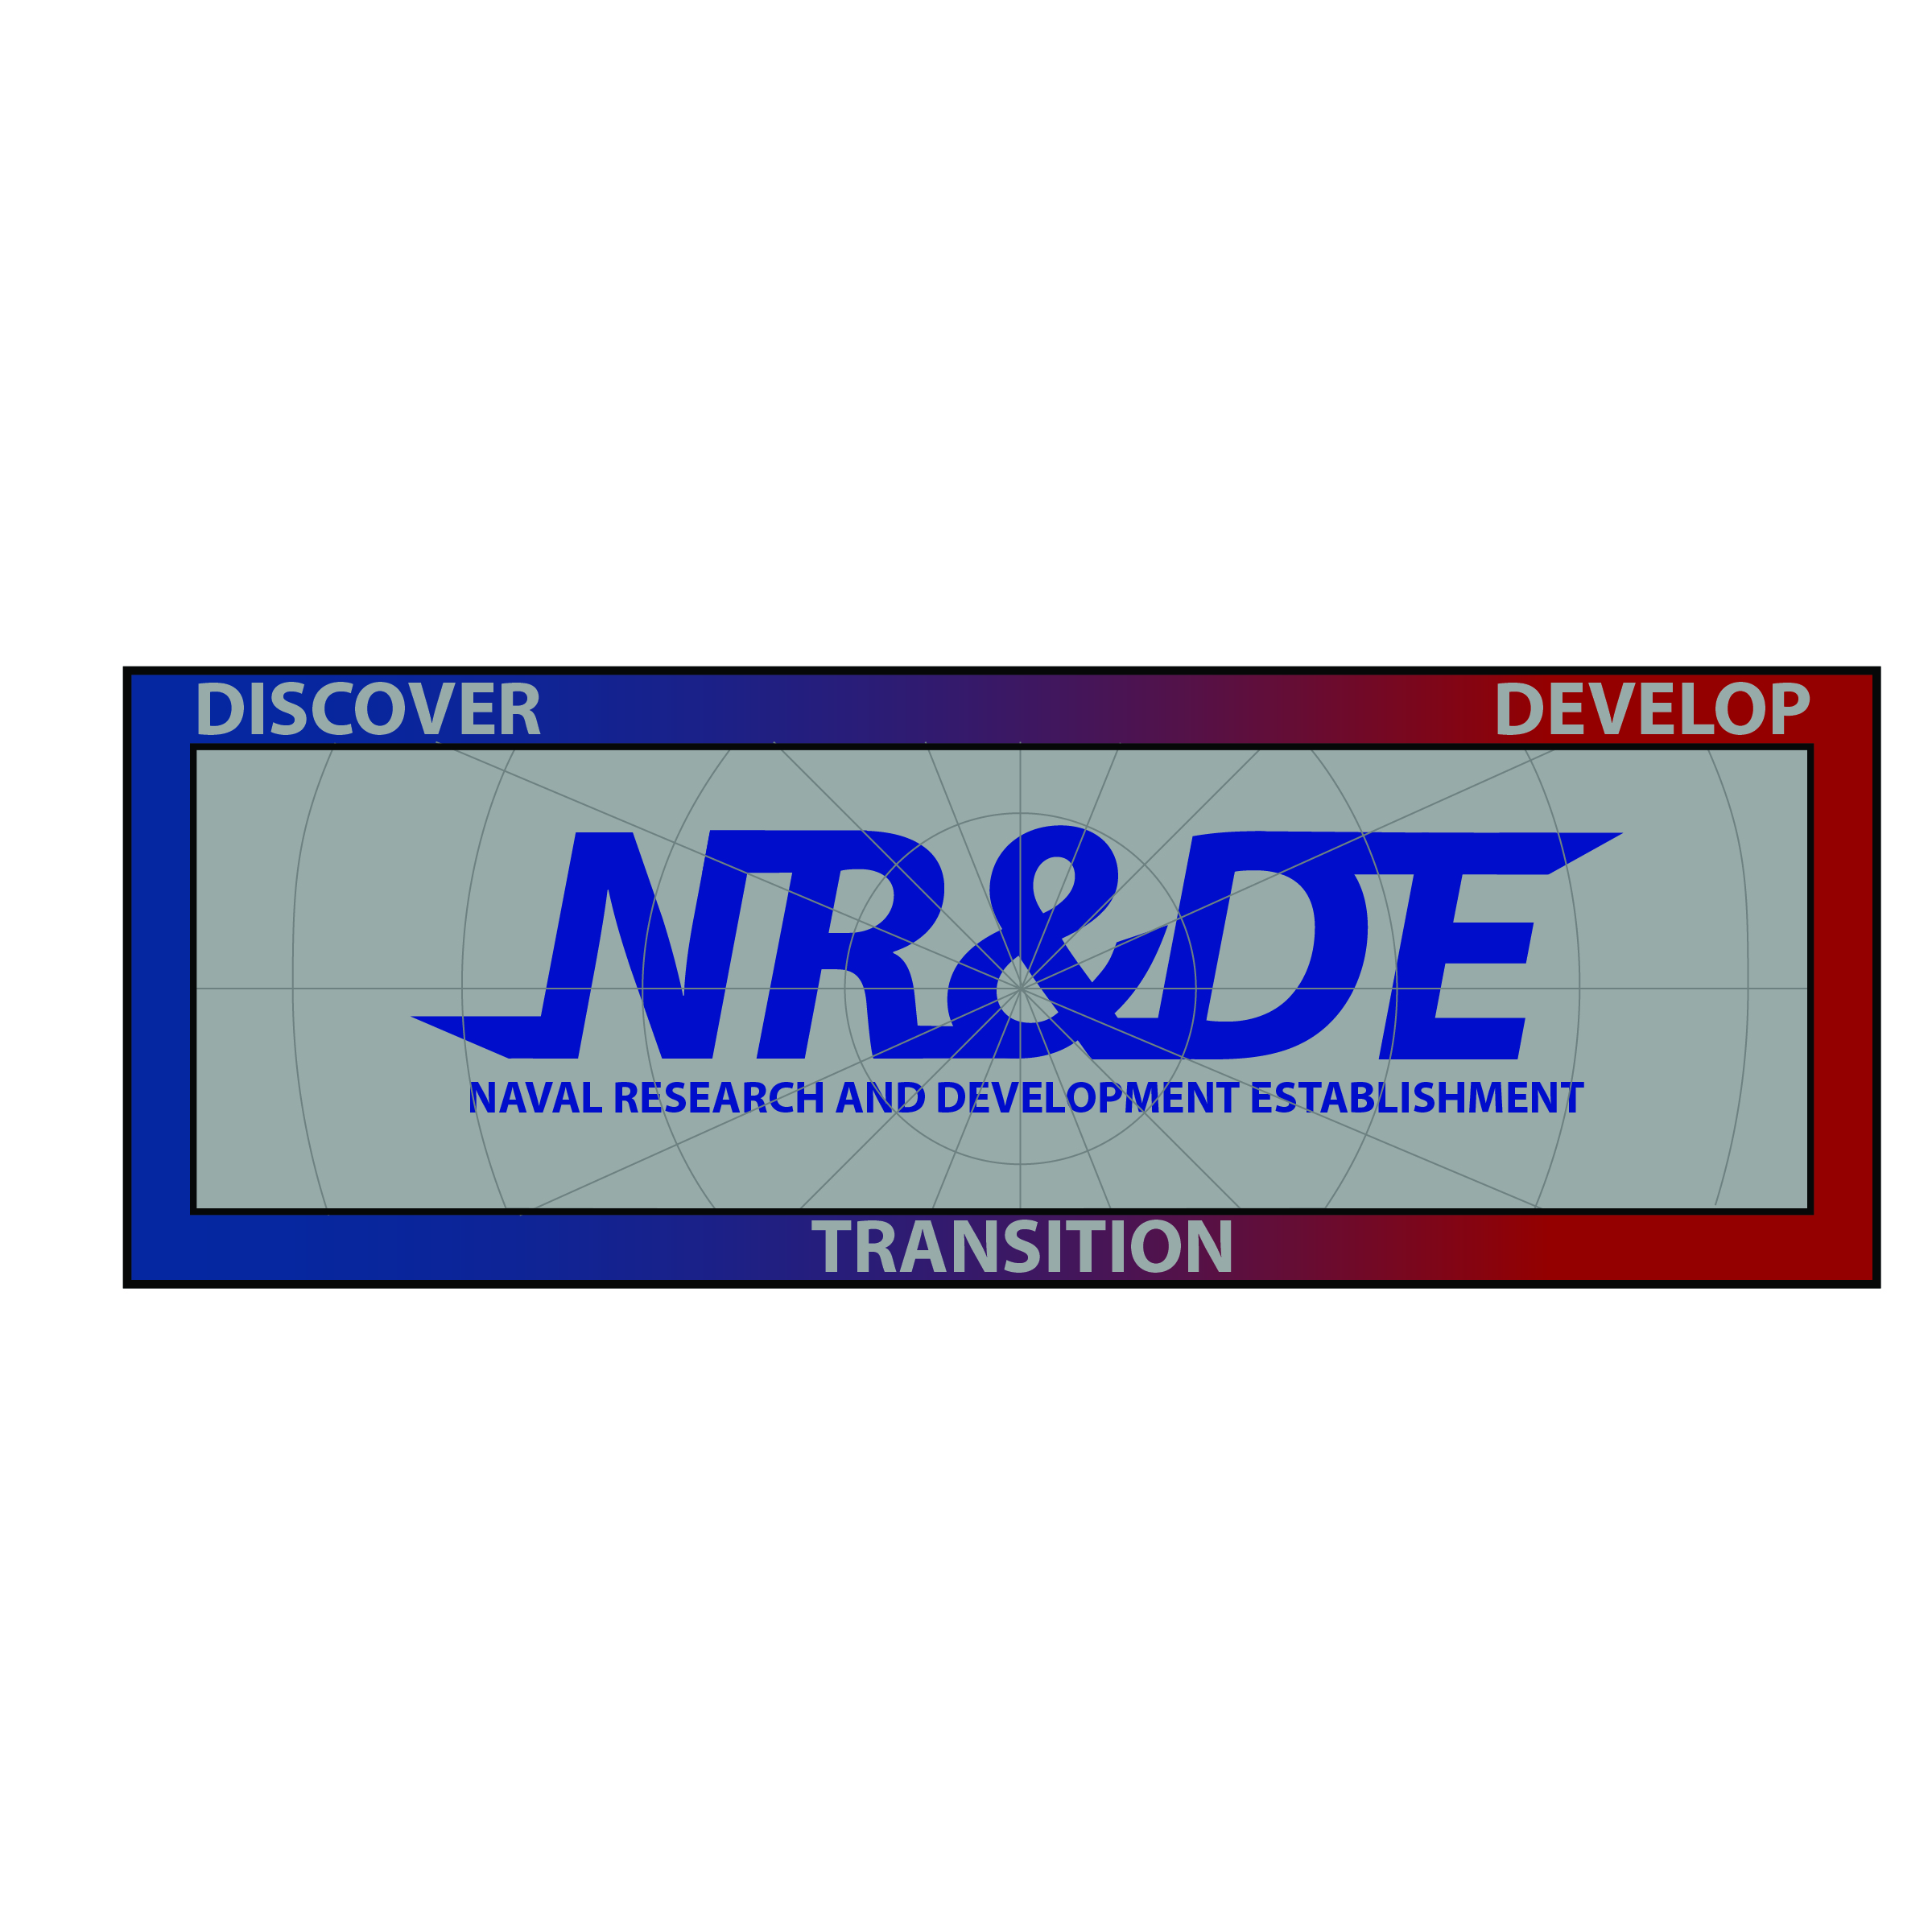 DISCOVER
DEVELOP
NR&DE
NAVAL RESEARCH AND DEVELOPMENT ESTABLISHMENT
TRANSITION